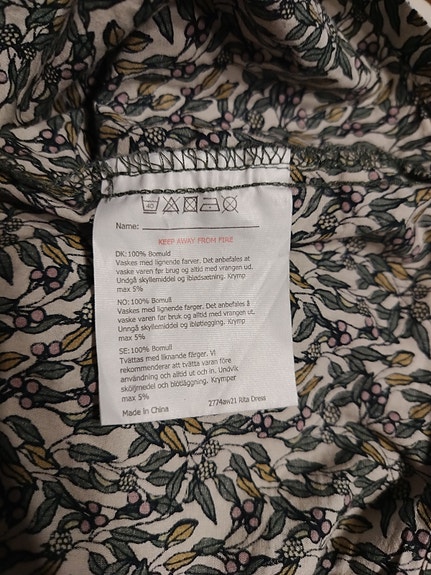 40
Name:
KEEP AWAY FROM FIRE
DK: 100% Bomuld
Vaskes med lignende farver. Det anbefales at
vaske varen før brug og altid med vrangen ud.
Undgå skyllemiddel og iblødsætning. Krymp
max 5%
NO: 100% Bomull
Vaskes med lignende farger. Det anbefales å
vaske varen før bruk og altid med vrangen ut.
Unngå skyllemiddel og ibløtlegging. Krymp
max 5%
SE: 100% Bomull
Tvättas med liknande färger. Vi
rekommenderar att tvätta varen före
användning och altid ut och in. Undvik
sköljmedel och blötläggning. Krymper
max 5%
Made in China
2774aw21 Rita Dress